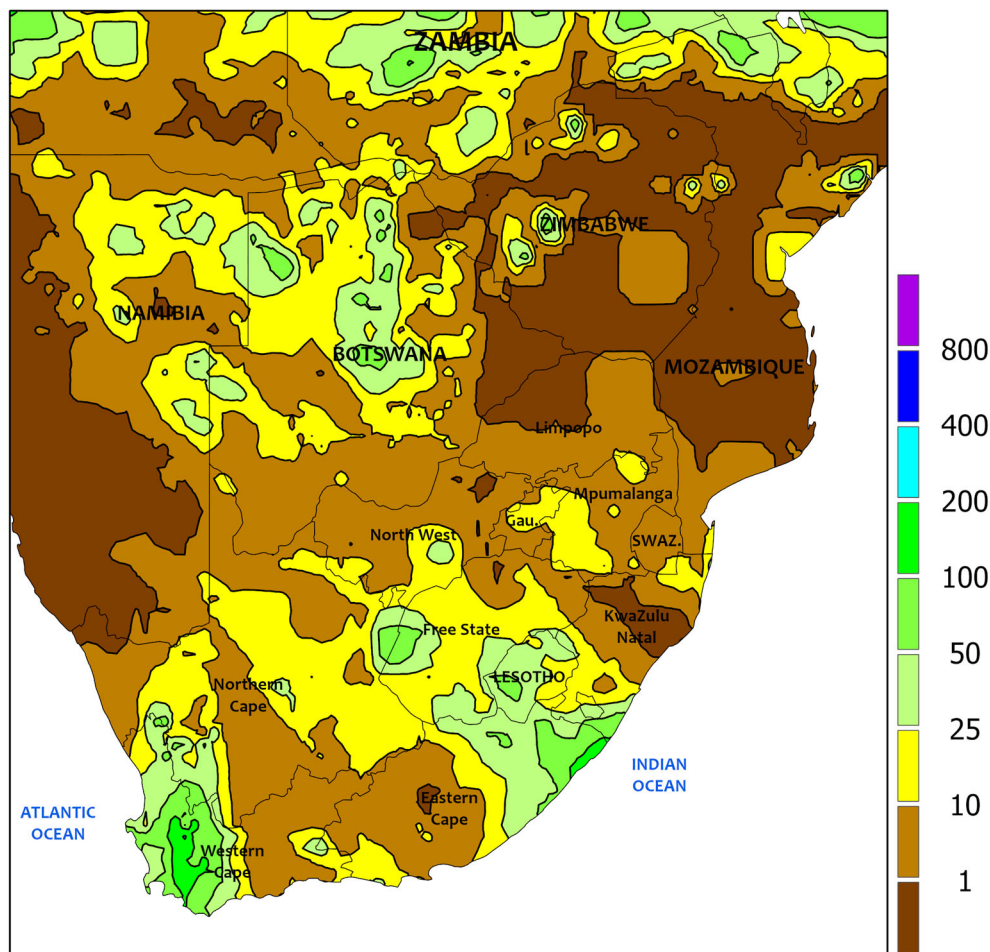 ZAMBIA
ZIMBABWE
NAMIBIA
BOTSWANA
MOZAMBIQUE
Limpopo
Mpumalanga
Gau.
North West
SWAZ.
KwaZulu
Natal
Free State
LESOTHO
Northern
Cape
INDIAN
OCEAN
Eastern
Cape
ATLANTIC
OCEAN
Western
Cape
800
400
200
100
50
25
10
1